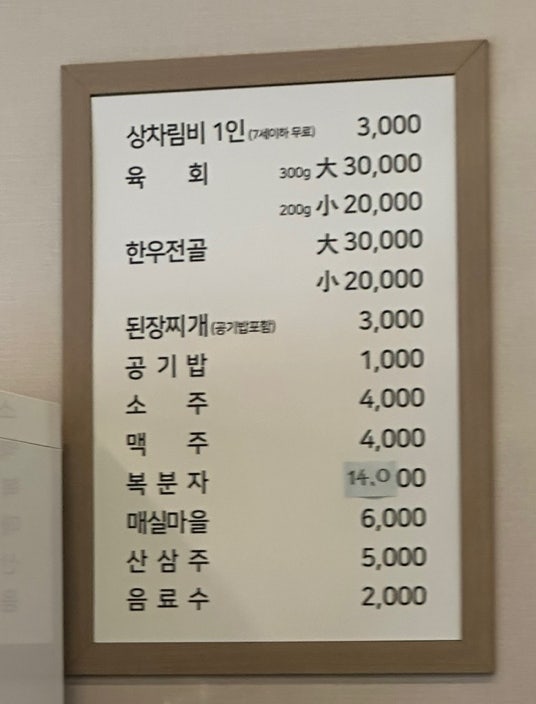 상차림비 1인 (7세이하 무료) 3,000
육 회 300g 大 30,000
200g 小 20,000
한우전골 大 30,000
小 20,000
된장찌개 (공기밥포함) 3,000
공기밥 1,000
소 주 4,000
맥 주 4,000
복분자 14.000
매실마을 6,000
산삼주 5,000
음료수 2,000